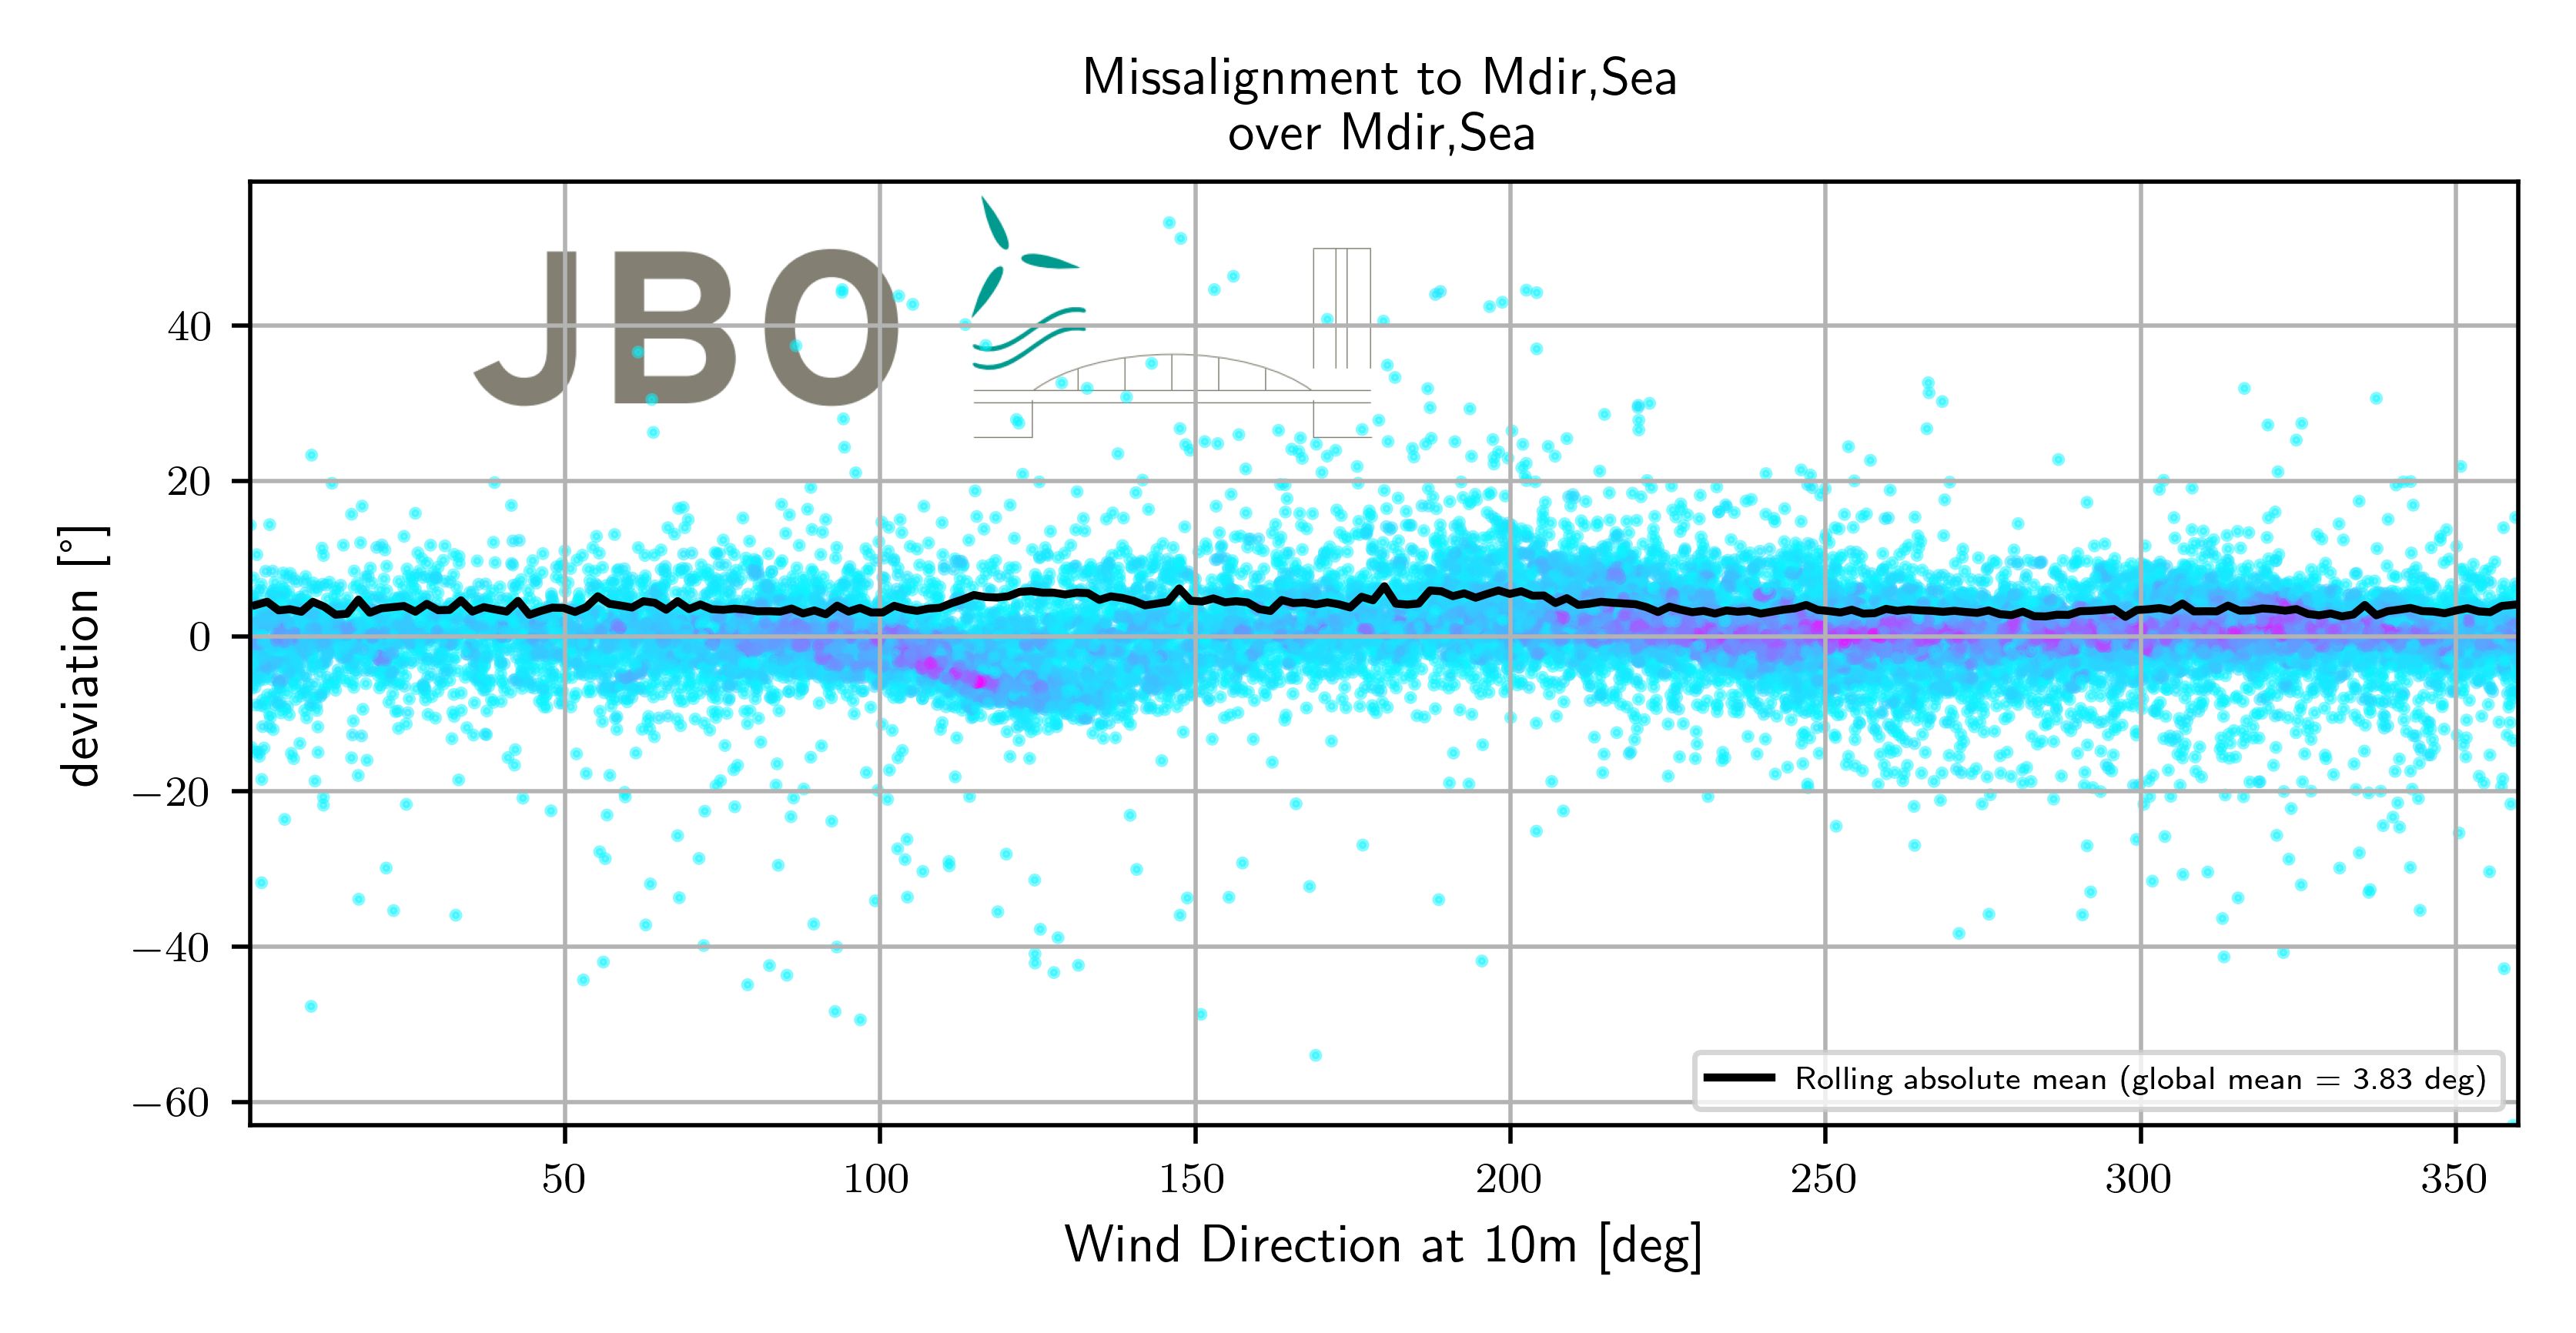 Missalignment to Mdir,Sea
over Mdir,Sea
JBO
deviation [°]
40
20
0
−20
−40
−60
Rolling absolute mean (global mean = 3.83 deg)
50 100 150 200 250 300 350
Wind Direction at 10m [deg]